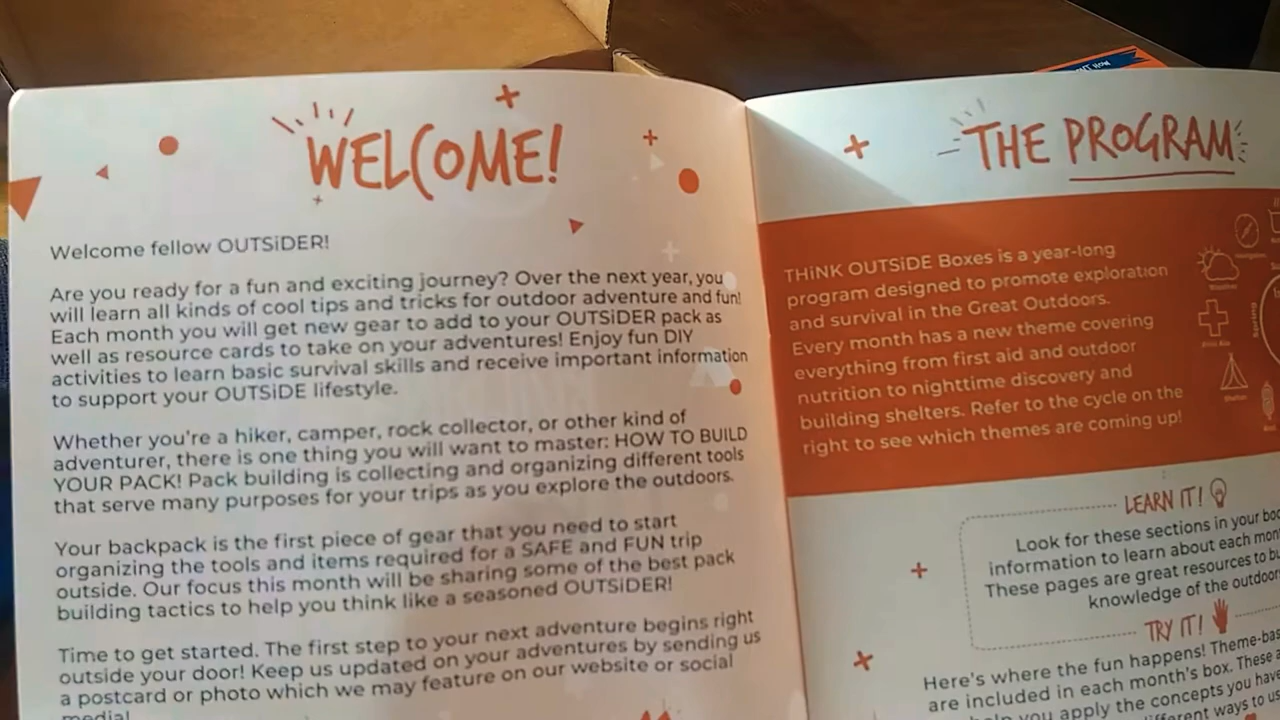 WELCOME!
Welcome fellow OUTSiDER!
Are you ready for a fun and exciting journey? Over the next year, you
will learn all kinds of cool tips and tricks for outdoor adventure and fun!
Each month you will get new gear to add to your OUTSiDER pack as
well as resource cards to take on your adventures! Enjoy fun DIY
activities to learn basic survival skills and receive important information
to support your OUTSiDE lifestyle.
Whether you're a hiker, camper, rock collector, or other kind of
adventurer, there is one thing you will want to master: HOW TO BUILD
YOUR PACK! Pack building is collecting and organizing different tools
that serve many purposes for your trips as you explore the outdoors.
Your backpack is the first piece of gear that you need to start
organizing the tools and items required for a SAFE and FUN trip
outside. Our focus this month will be sharing some of the best pack
building tactics to help you think like a seasoned OUTSiDER!
Time to get started. The first step to your next adventure begins right
outside your door! Keep us updated on your adventures by sending us
a postcard or photo which we may feature on our website or social
media!
THE PROGRAM
THiNK OUTSiDE Boxes is a year-long
program designed to promote exploration
and survival in the Great Outdoors.
Every month has a new theme covering
everything from first aid and outdoor
nutrition to nighttime discovery and
building shelters. Refer to the cycle on the
right to see which themes are coming up!
Navigation
Weather
First Aid
Shelter
LEARN IT!
Look for these sections in your
information to learn about each
These pages are great resources to
knowledge of the
TRY IT!
Here's where the fun happens!
are included in each month's box. These
you apply the concepts you have
different ways to